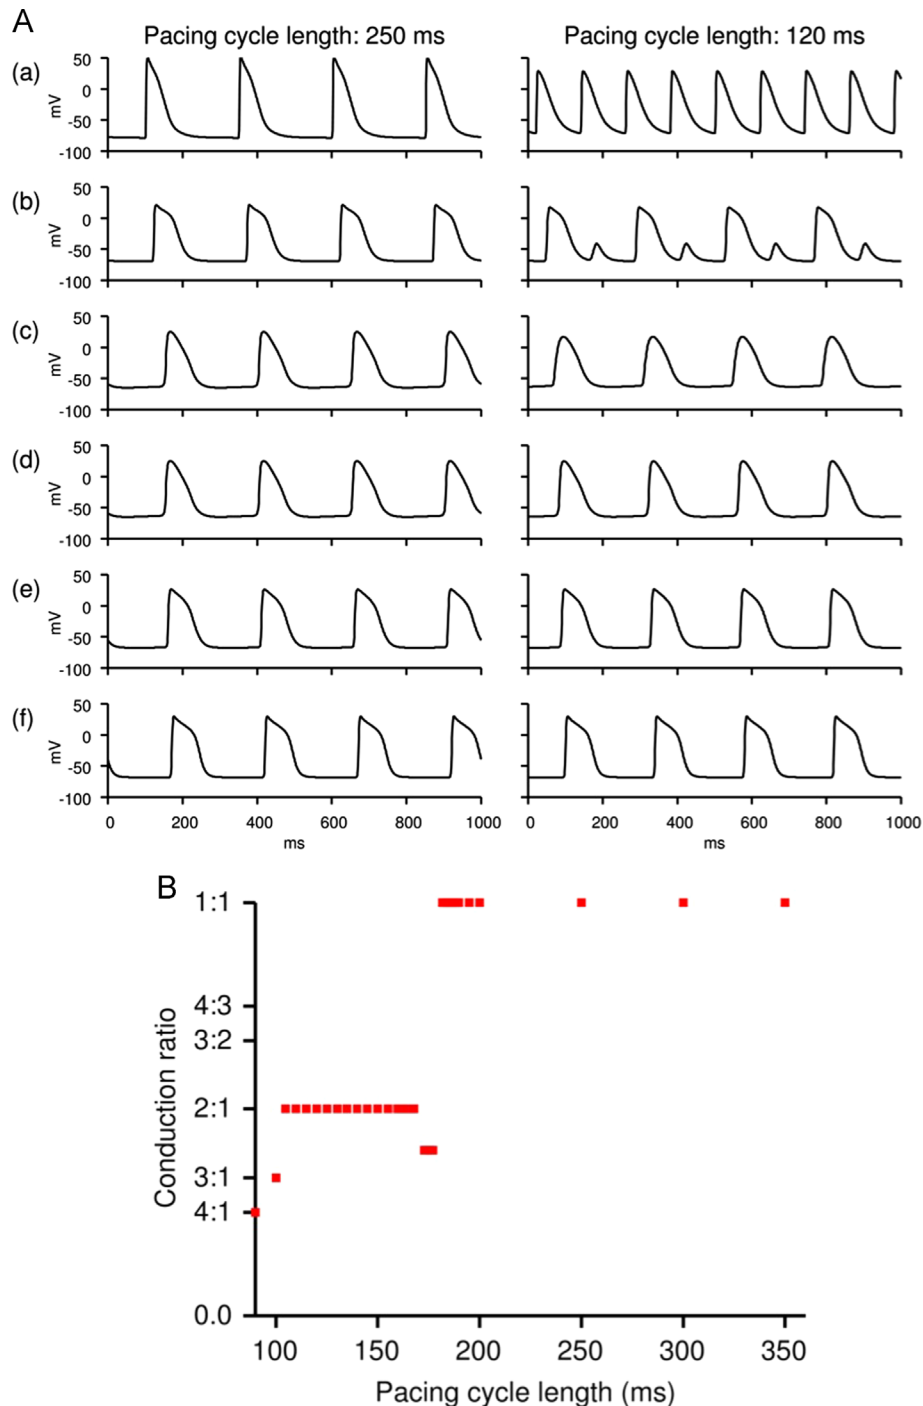 A
Pacing cycle length: 250 ms Pacing cycle length: 120 ms
(a)
mV
50
0
-50
-100
0 200 400 600 800 1000 0 200 400 600 800 1000
(b)
mV
50
0
-50
-100
(c)
mV
50
0
-50
-100
(d)
mV
50
0
-50
-100
(e)
mV
50
0
-50
-100
(f)
mV
50
0
-50
-100
ms ms
B
Conduction ratio
1:1
4:3
3:2
2:1
3:1
4:1
0.0
100 150 200 250 300 350
Pacing cycle length (ms)